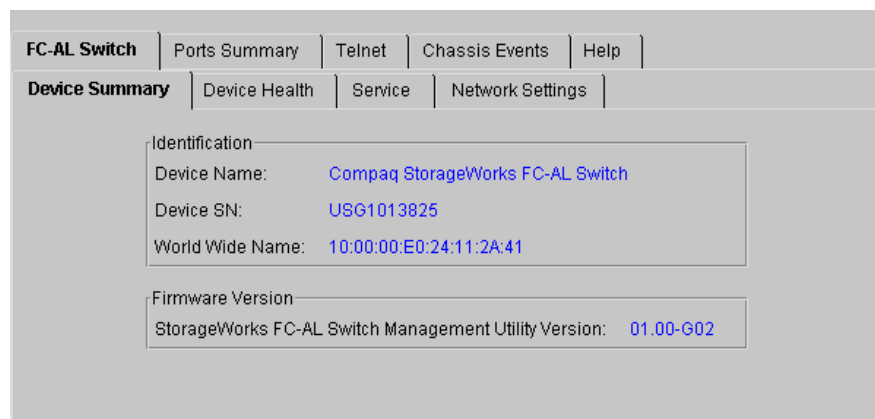 FC-AL Switch Ports Summary Telnet Chassis Events Help
Device Summary Device Health Service Network Settings
Identification
Device Name: Compaq StorageWorks FC-AL Switch
Device SN: USG1013825
World Wide Name: 10:00:00:E0:24:11:2A:41
Firmware Version
StorageWorks FC-AL Switch Management Utility Version: 01.00-G02